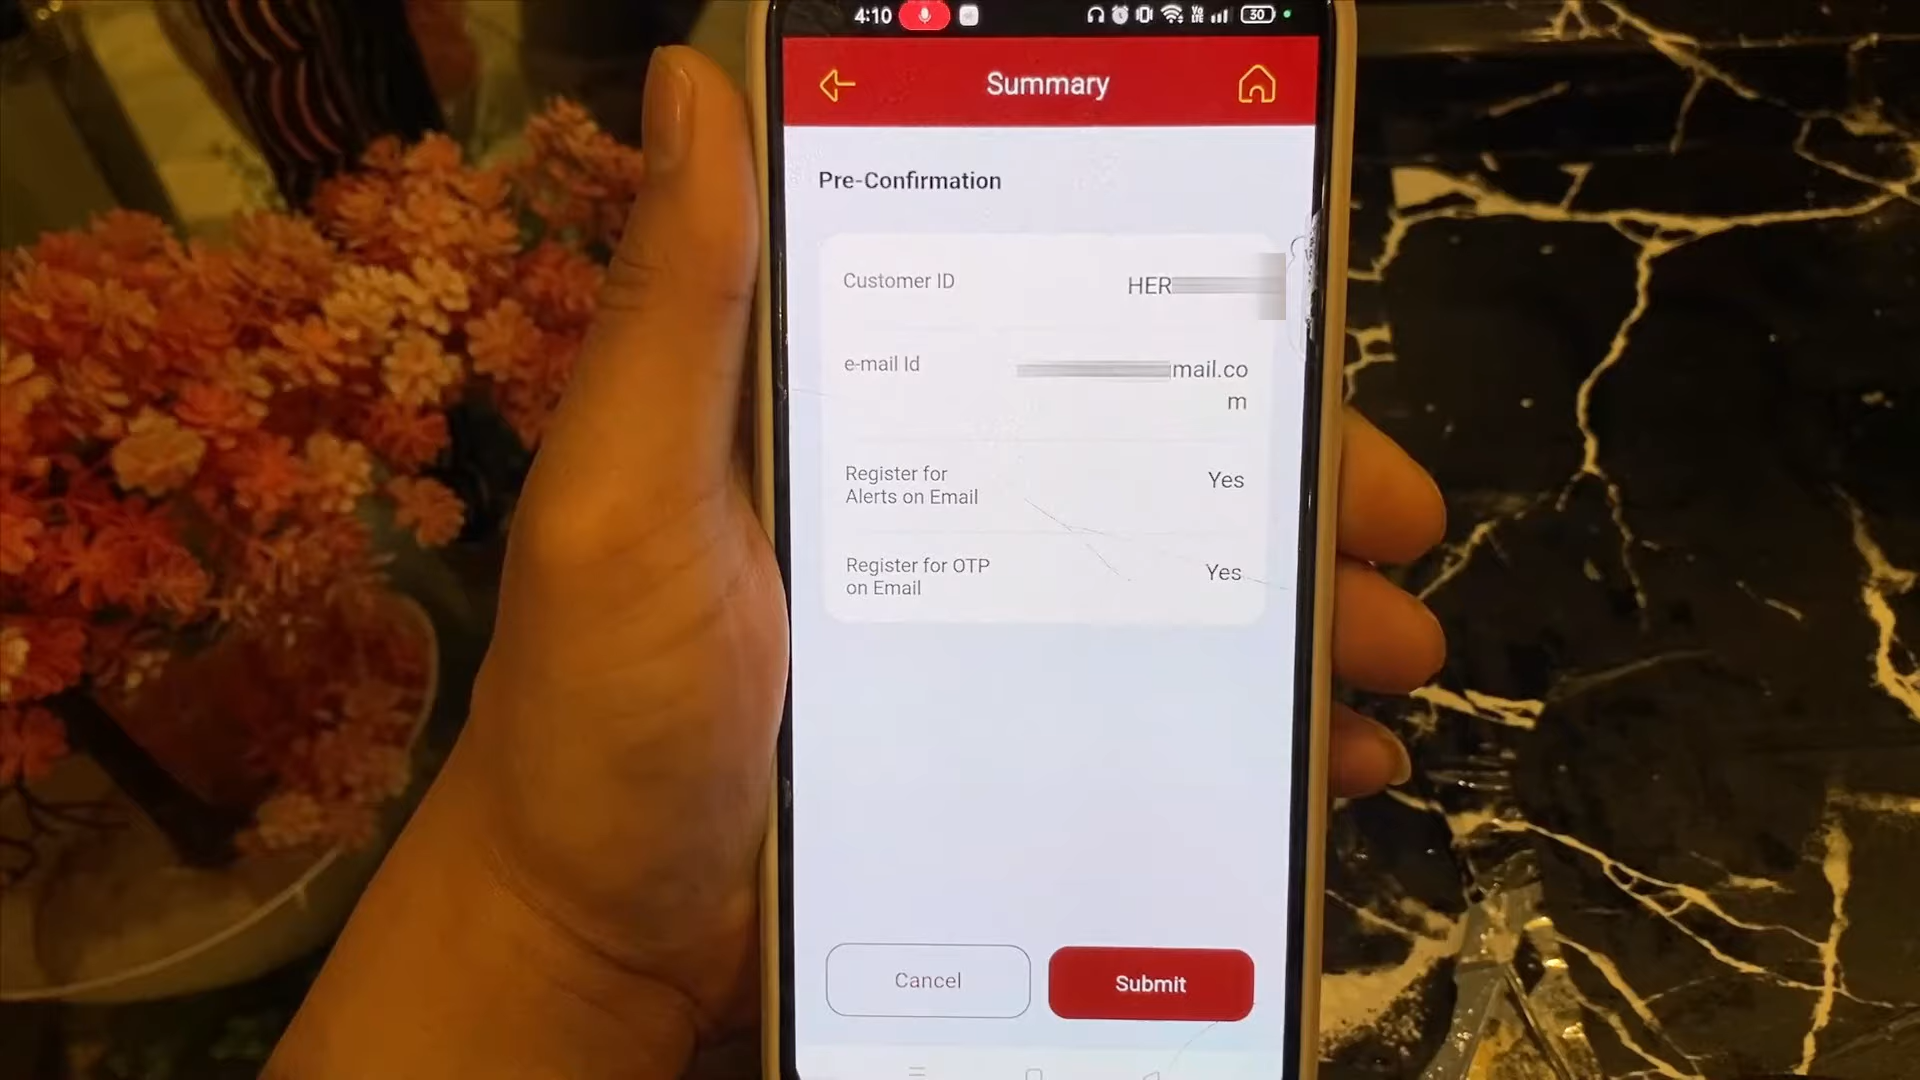 4:10
30
Summary
Pre-Confirmation
Customer ID
HER
e-mail Id
mail.co
m
Register for
Alerts on Email
Yes
Register for OTP
on Email
Yes
Cancel
Submit